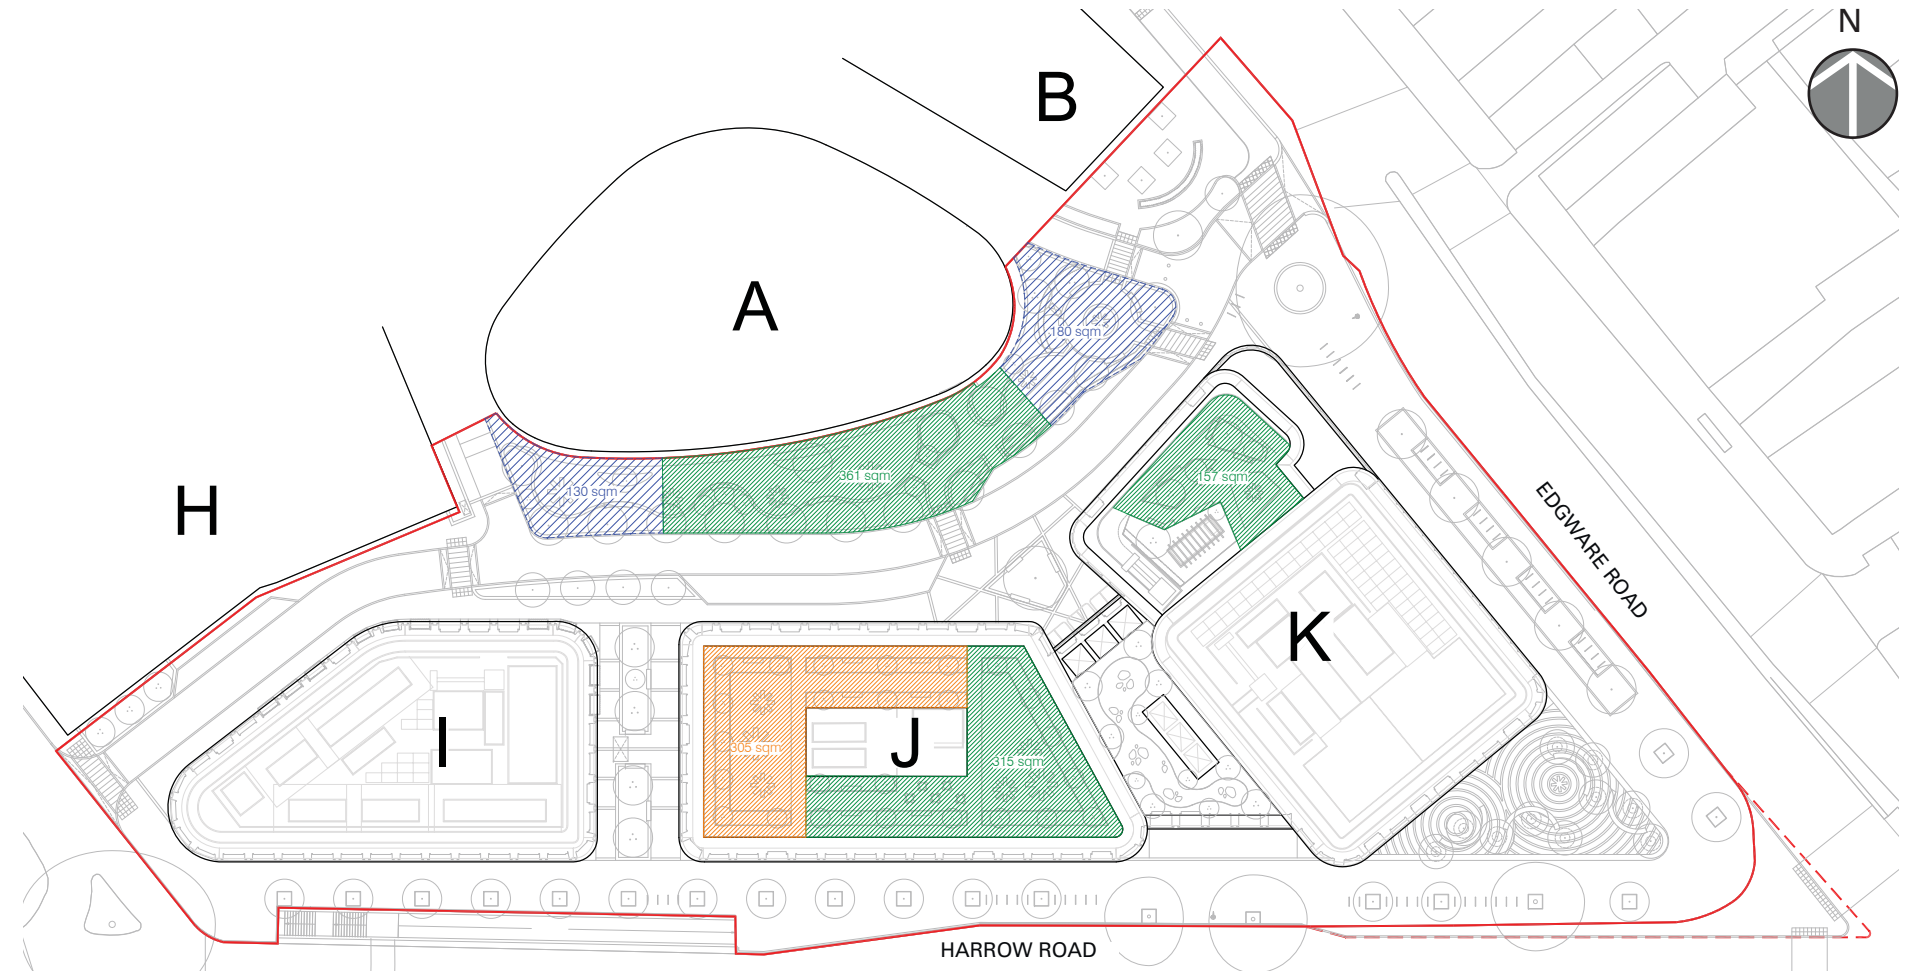 N
B
A
180 sqm
H
130 sqm
361 sqm
157 sqm
EDGWARE ROAD
K
I
305 sqm
J
315 sqm
HARROW ROAD